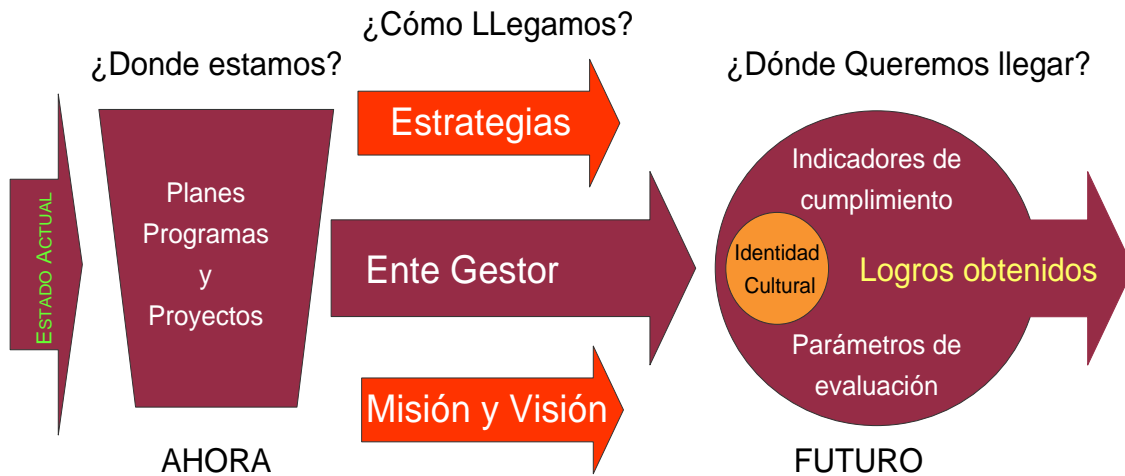 ¿Cómo LLegamos?
¿Donde estamos?
¿Dónde Queremos llegar?
ESTADO ACTUAL
Planes
Programas
y
Proyectos
Estrategias
Ente Gestor
Misión y Visión
Indicadores de
cumplimiento
Identidad
Cultural
Logros obtenidos
Parámetros de
evaluación
AHORA
FUTURO